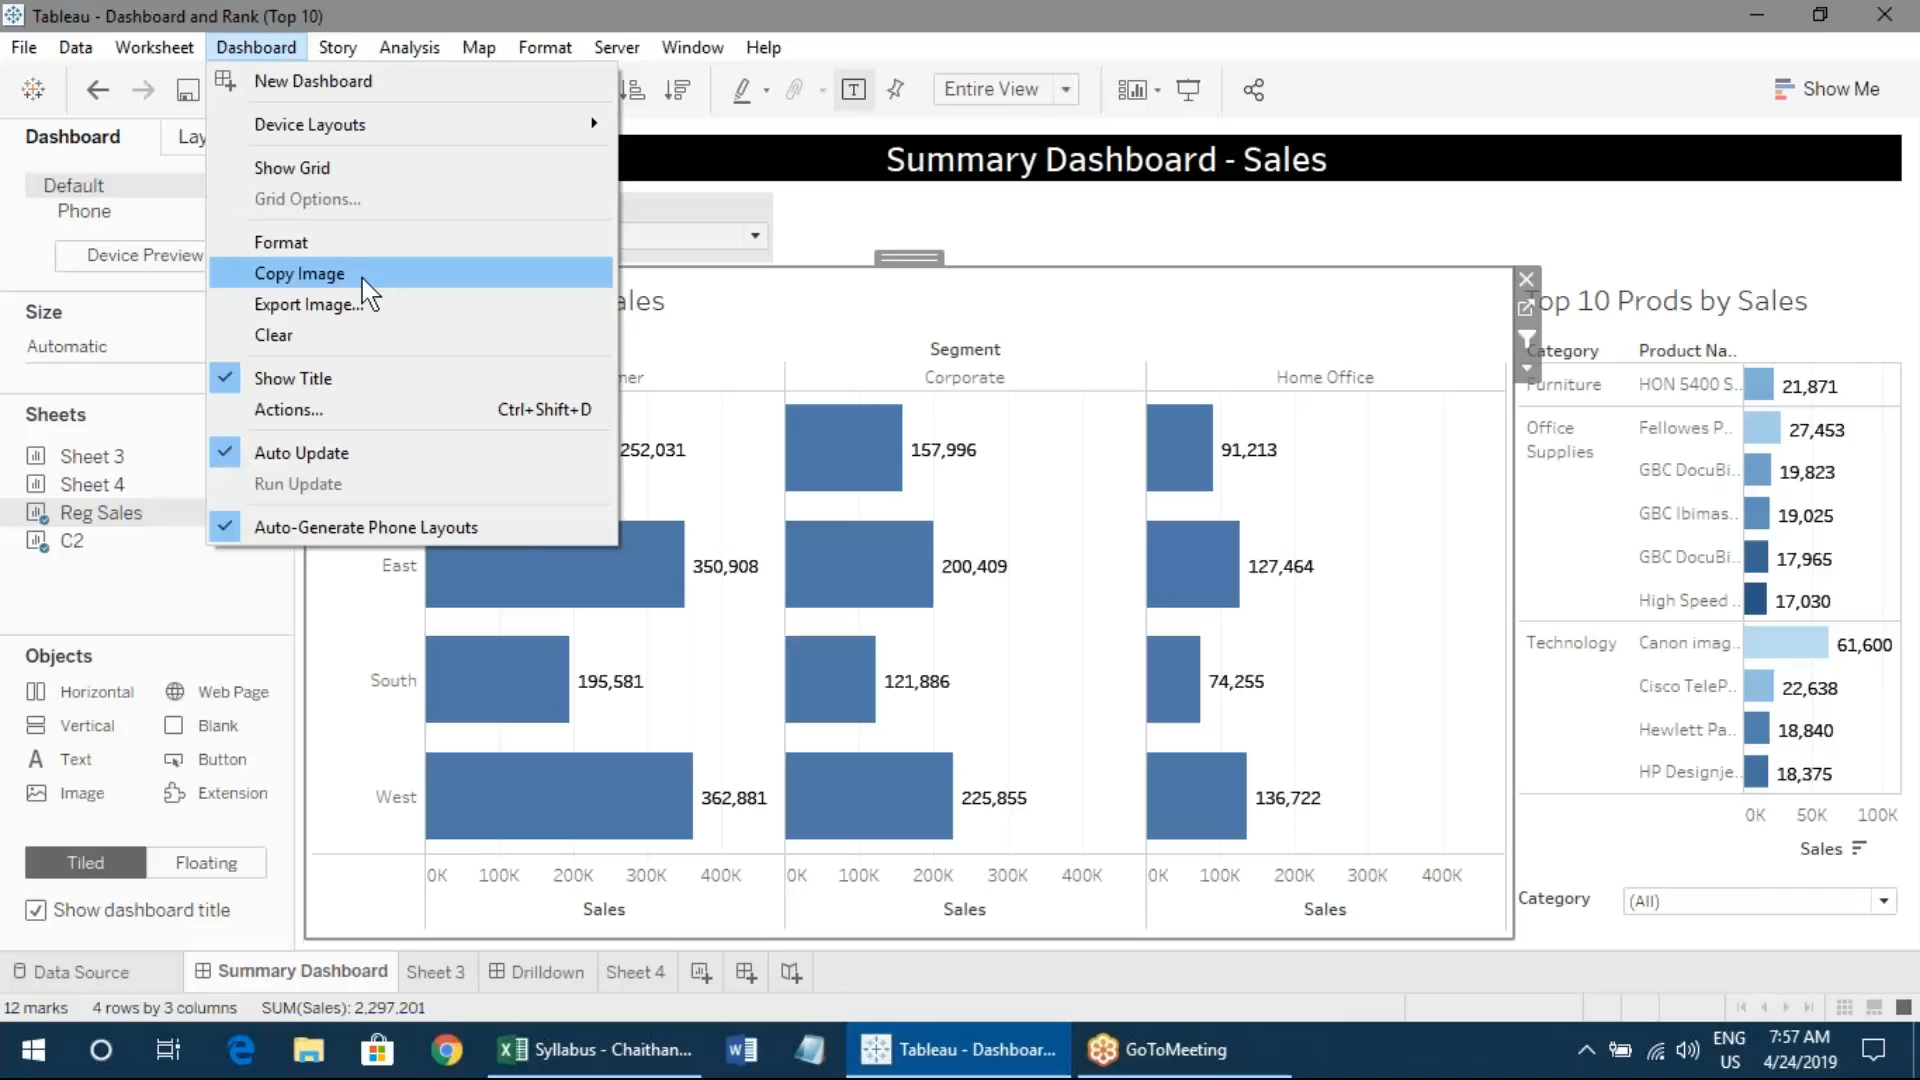 Tableau - Dashboard and Rank (Top 10)
File Data Worksheet Dashboard Story Analysis Map Format Server Window Help
Entire View
Show Me
Dashboard
Default
Phone
Device Preview
Size
Automatic
Sheets
Sheet 3
Sheet 4
Reg Sales
C2
Objects
Horizontal Web Page
Vertical Blank
Text Button
Image Extension
Tiled Floating
Show dashboard title
New Dashboard
Device Layouts
Show Grid
Grid Options...
Format
Copy Image
Export Image...
Clear
Show Title
Actions... Ctrl+Shift+D
Auto Update
Run Update
Auto-Generate Phone Layouts
Summary Dashboard - Sales
Segment
Corporate Home Office
252,031 157,996 91,213
East 350,908 200,409 127,464
South 195,581 121,886 74,255
West 362,881 225,855 136,722
0K 100K 200K 300K 400K 0K 100K 200K 300K 400K 0K 100K 200K 300K 400K
Sales Sales Sales
Top 10 Prods by Sales
Category Product Na..
Furniture HON 5400 S.. 21,871
Office Supplies Fellowes P.. 27,453
GBC DocuBi.. 19,823
GBC Ibimas.. 19,025
GBC DocuBi.. 17,965
High Speed .. 17,030
Technology Canon imag.. 61,600
Cisco TeleP.. 22,638
Hewlett Pa.. 18,840
HP Designje.. 18,375
0K 50K 100K
Sales
Category (All)
Data Source Summary Dashboard Sheet 3 Drilldown Sheet 4
12 marks 4 rows by 3 columns SUM(Sales): 2,297,201
Syllabus - Chaithan... Tableau - Dashboar... GoToMeeting
ENG
US
7:57 AM
4/24/2019